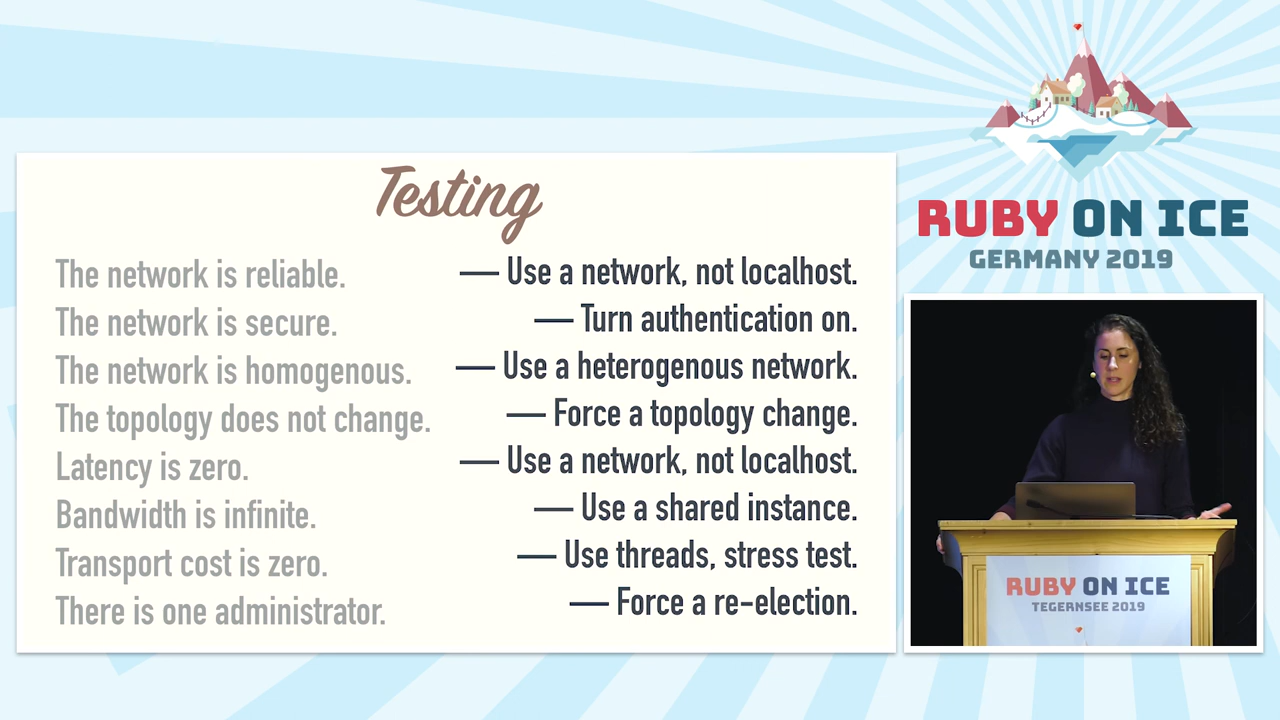 Testing
The network is reliable. — Use a network, not localhost.
The network is secure. — Turn authentication on.
The network is homogenous. — Use a heterogenous network.
The topology does not change. — Force a topology change.
Latency is zero. — Use a network, not localhost.
Bandwidth is infinite. — Use a shared instance.
Transport cost is zero. — Use threads, stress test.
There is one administrator. — Force a re-election.
RUBY ON ICE
GERMANY 2019
RUBY ON ICE
TEGERNSEE 2019